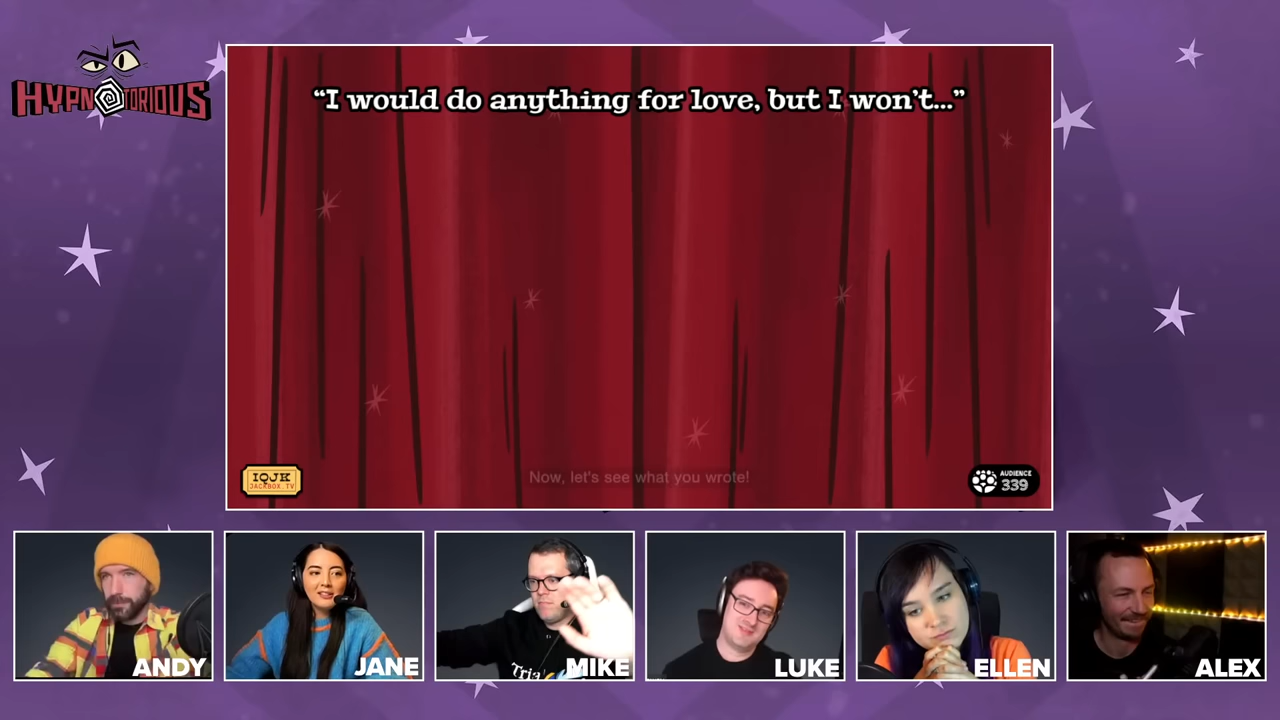 HYPNOTORIOUS
“I would do anything for love, but I won’t...”
Now, let's see what you wrote!
IQJK
JACKBOX.TV
AUDIENCE
339
Tria
ANDY
JANE
MIKE
LUKE
ELLEN
ALEX